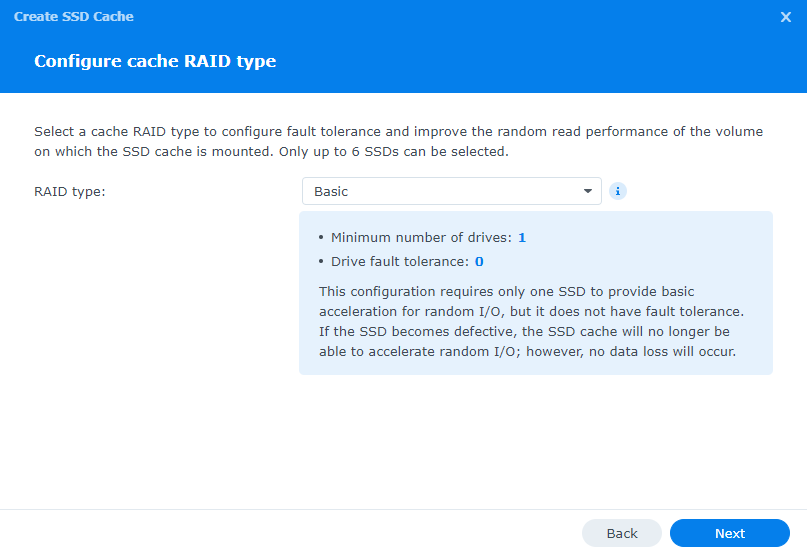 Create SSD Cache
Configure cache RAID type
Select a cache RAID type to configure fault tolerance and improve the random read performance of the volume
on which the SSD cache is mounted. Only up to 6 SSDs can be selected.
RAID type:
Basic
i
• Minimum number of drives: 1
• Drive fault tolerance: 0
This configuration requires only one SSD to provide basic
acceleration for random I/O, but it does not have fault tolerance.
If the SSD becomes defective, the SSD cache will no longer be
able to accelerate random I/O; however, no data loss will occur.
Back
Next